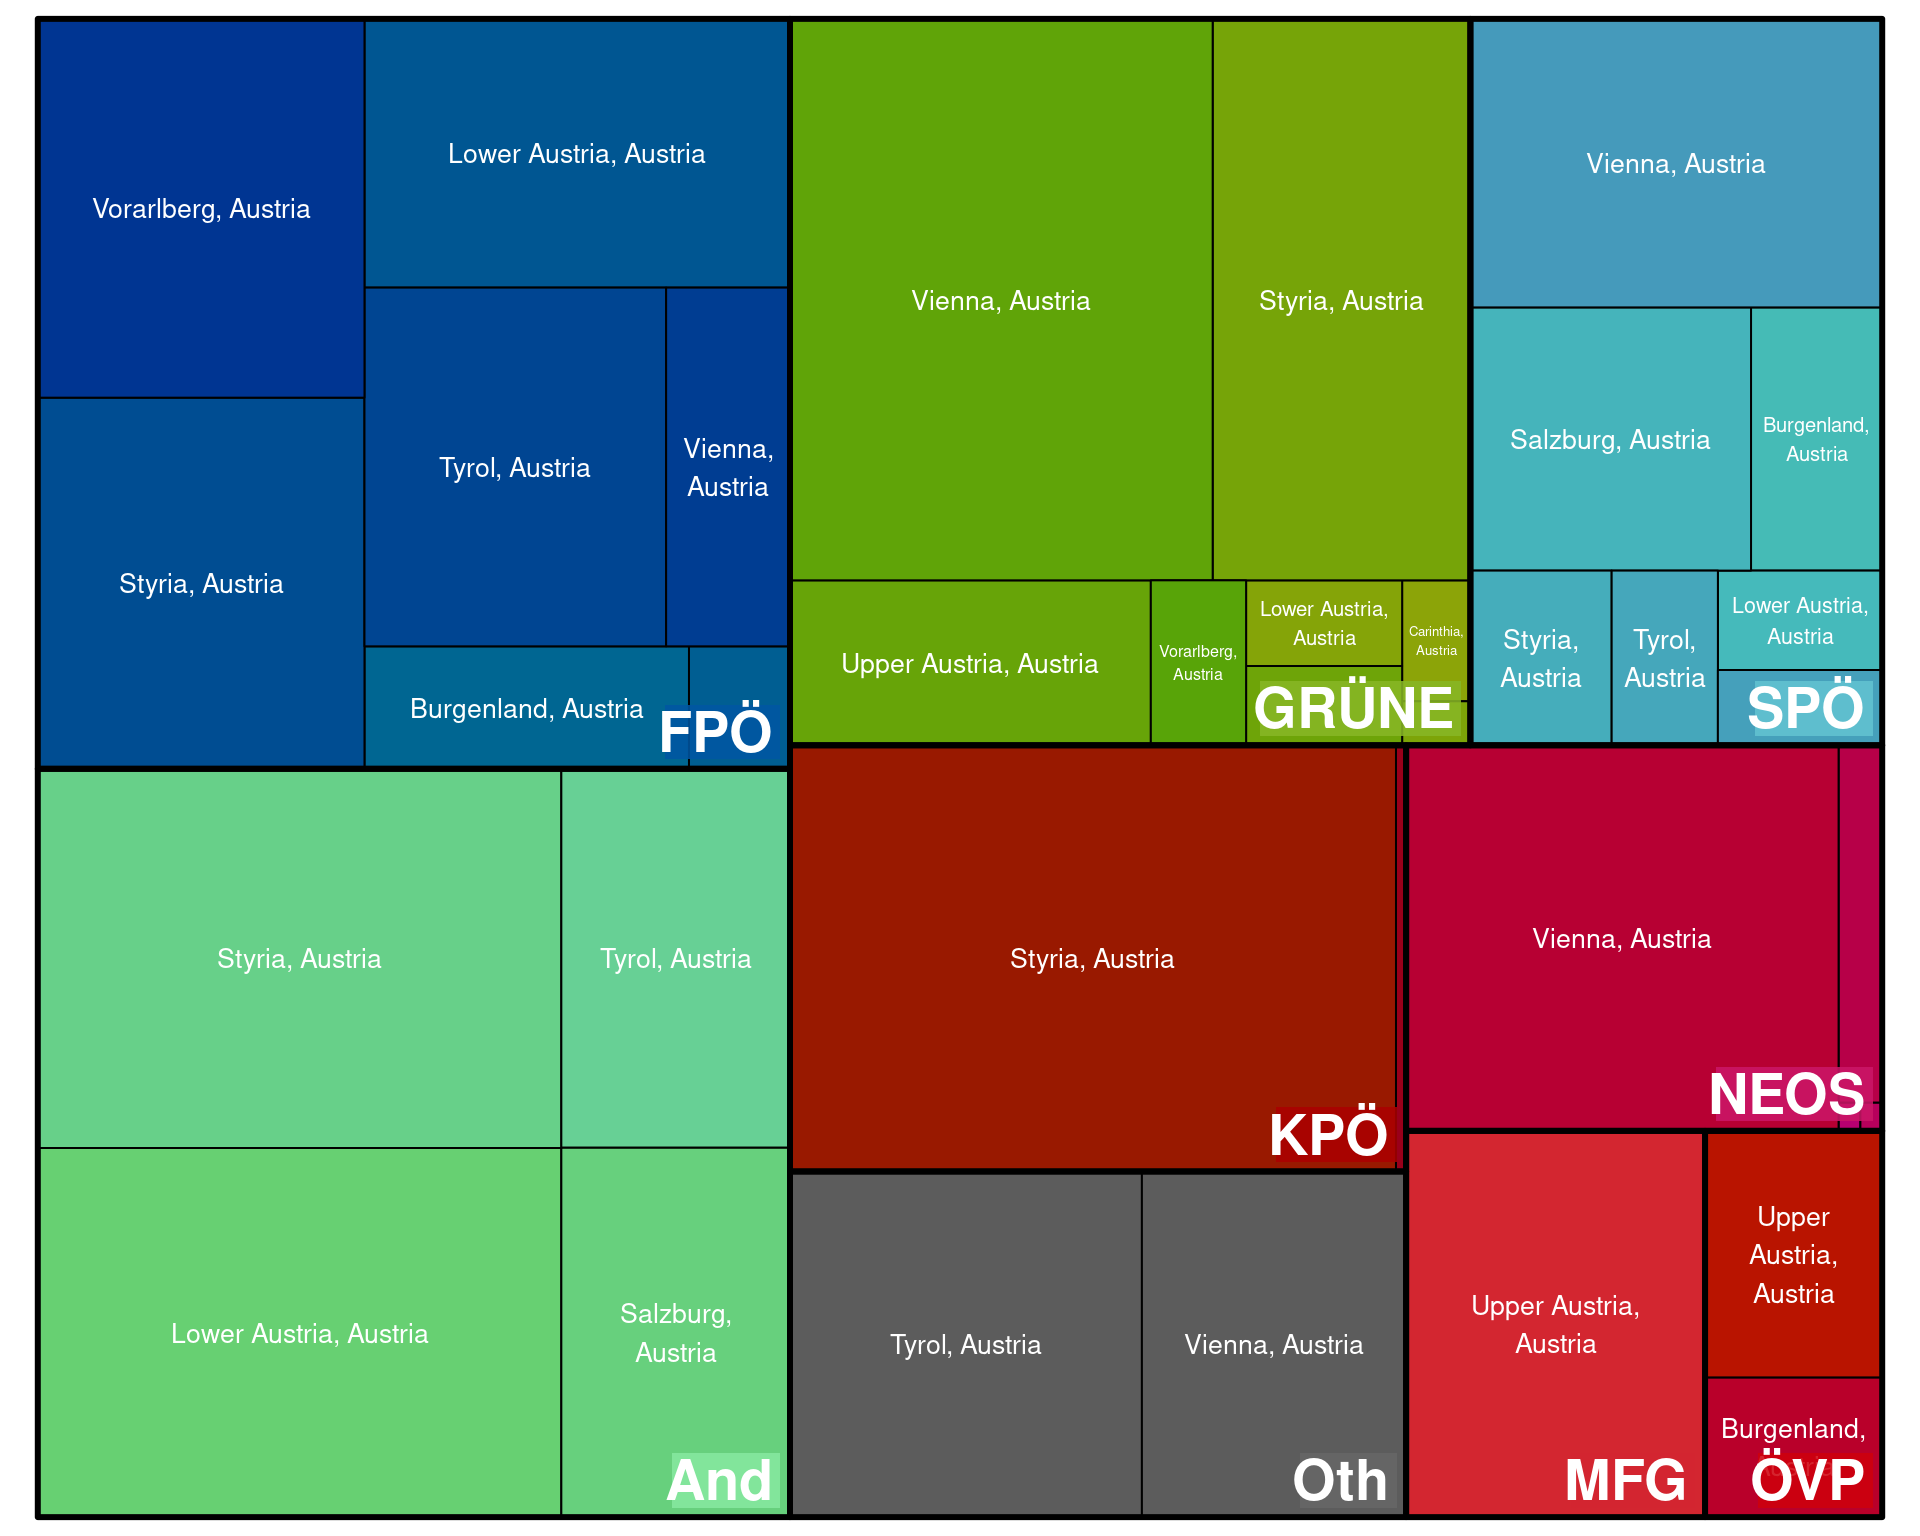 Vorarlberg, Austria
Lower Austria, Austria
Styria, Austria
Tyrol, Austria
Vienna,
Austria
Burgenland, Austria
FPÖ
Vienna, Austria
Styria, Austria
Upper Austria, Austria
Vorarlberg,
Austria
Lower Austria,
Austria
Carinthia,
Austria
GRÜNE
Vienna, Austria
Salzburg, Austria
Burgenland,
Austria
Styria,
Austria
Tyrol,
Austria
Lower Austria,
Austria
SPÖ
Styria, Austria
Tyrol, Austria
Lower Austria, Austria
Salzburg,
Austria
And
Styria, Austria
KPÖ
Vienna, Austria
NEOS
Tyrol, Austria
Vienna, Austria
Oth
Upper Austria,
Austria
MFG
Upper
Austria,
Austria
Burgenland,
ÖVP